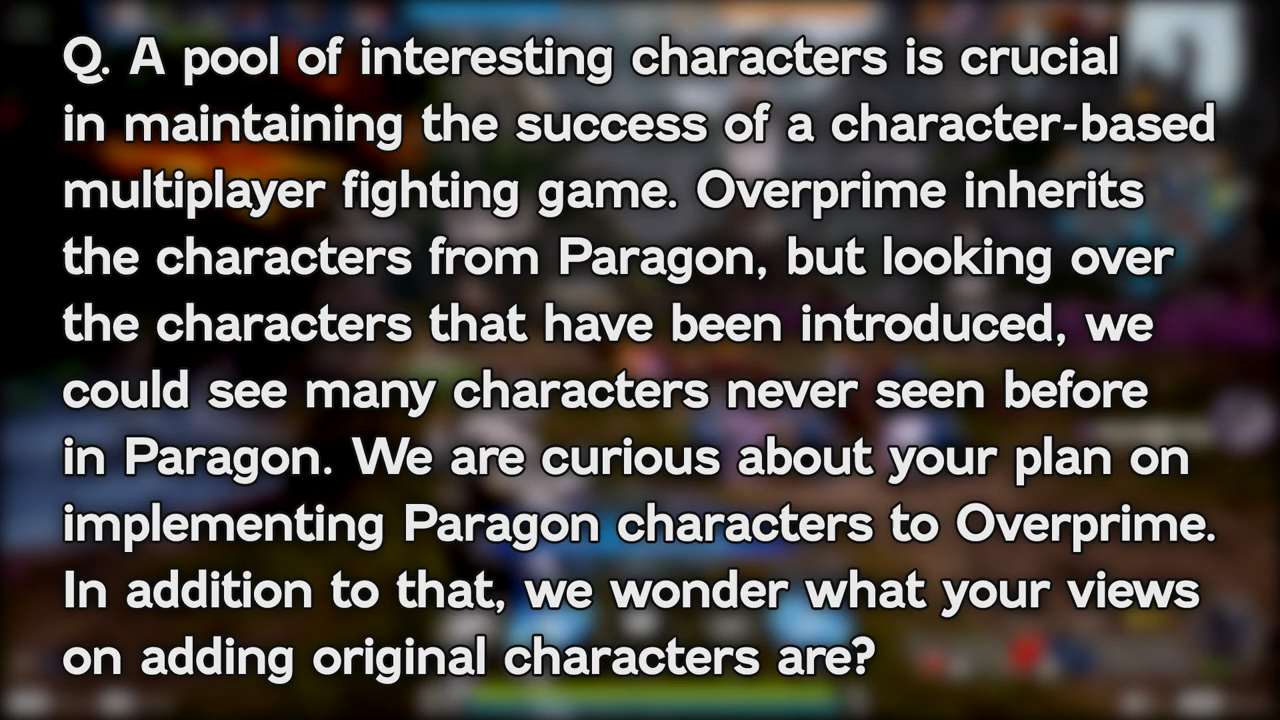 Q. A pool of interesting characters is crucial
in maintaining the success of a character-based
multiplayer fighting game. Overprime inherits
the characters from Paragon, but looking over
the characters that have been introduced, we
could see many characters never seen before
in Paragon. We are curious about your plan on
implementing Paragon characters to Overprime.
In addition to that, we wonder what your views
on adding original characters are?